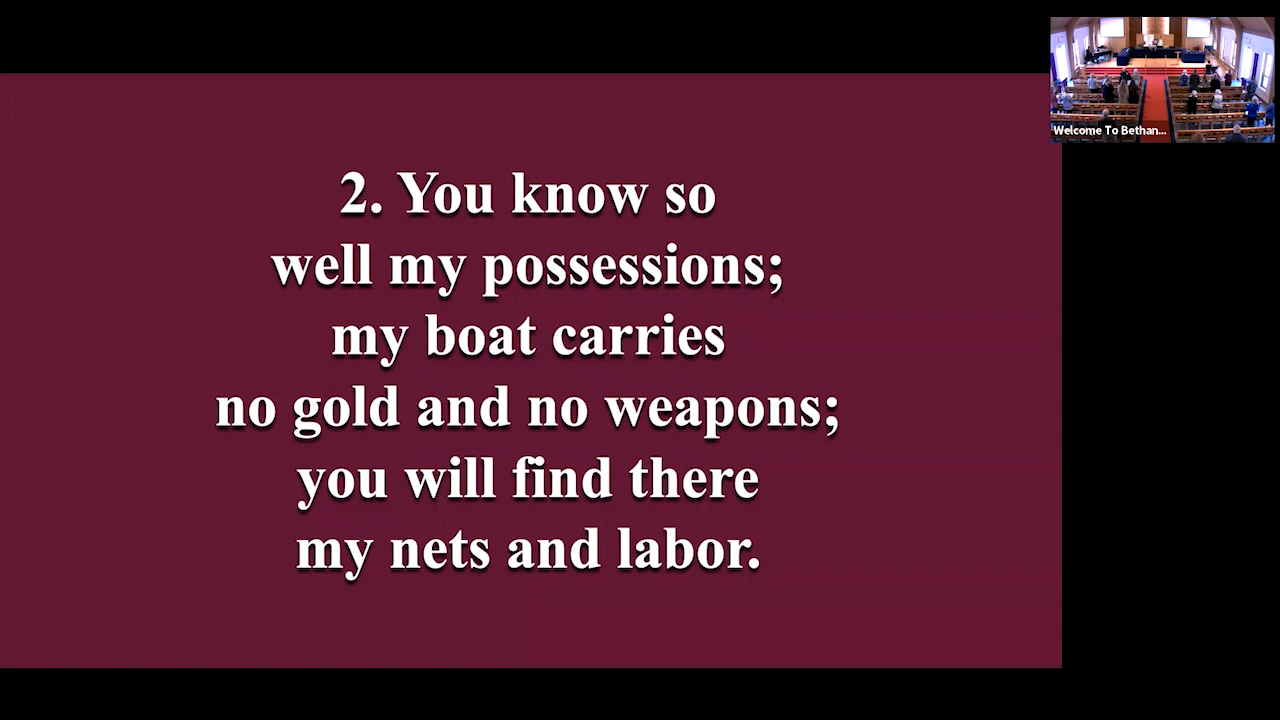 2. You know so
well my possessions;
my boat carries
no gold and no weapons;
you will find there
my nets and labor.
Welcome To Bethan...